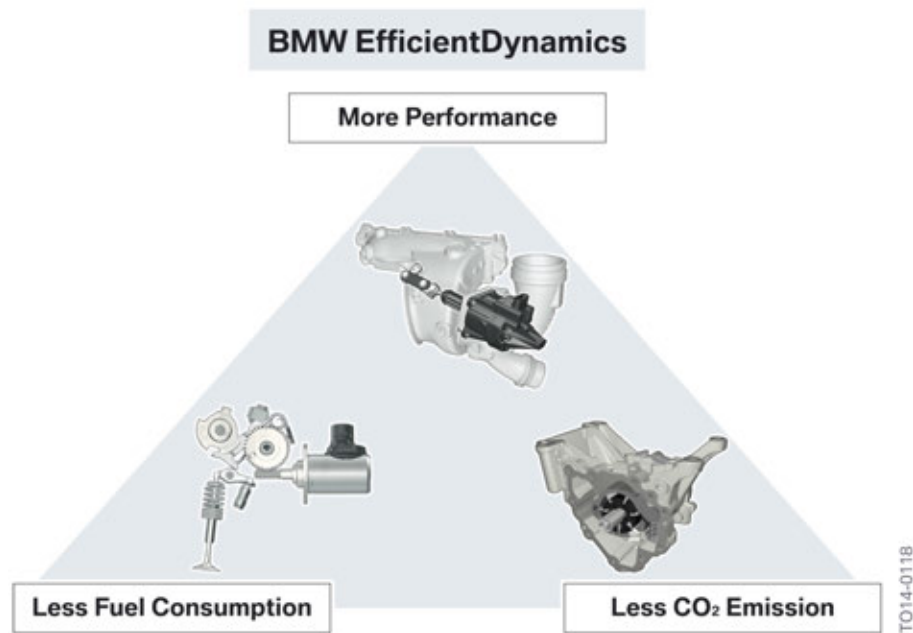 BMW EfficientDynamics
More Performance
Less Fuel Consumption
Less CO₂ Emission
TO14-0118